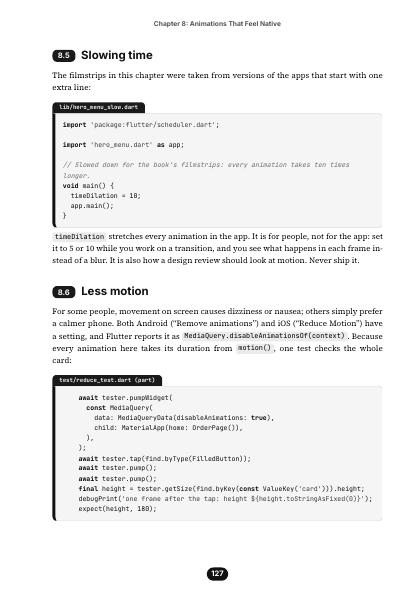 Chapter 8: Animations That Feel Native
8.5 Slowing time
The filmstrips in this chapter were taken from versions of the apps that start with one
extra line:
lib/hero_menu_slow.dart
import 'package:flutter/scheduler.dart';
import 'hero_menu.dart' as app;
// Slowed down for the book's filmstrips: every animation takes ten times
longer.
void main() {
timeDilation = 10;
app.main();
}
timeDilation stretches every animation in the app. It is for people, not for the app: set
it to 5 or 10 while you work on a transition, and you see what happens in each frame in-
stead of a blur. It is also how a design review should look at motion. Never ship it.
8.6 Less motion
For some people, movement on screen causes dizziness or nausea; others simply prefer
a calmer phone. Both Android (“Remove animations”) and iOS (“Reduce Motion”) have
a setting, and Flutter reports it as MediaQuery.disableAnimationsOf(context). Because
every animation here takes its duration from motion(), one test checks the whole
card:
test/reduce_test.dart (part)
await tester.pumpWidget(
const MediaQuery(
data: MediaQueryData(disableAnimations: true),
child: MaterialApp(home: OrderPage()),
),
);
await tester.tap(find.byType(FilledButton));
await tester.pump();
await tester.pump();
final height = tester.getSize(find.byKey(const ValueKey('card'))).height;
debugPrint('one frame after the tap: height ${height.toStringAsFixed(0)}');
expect(height, 180);
127